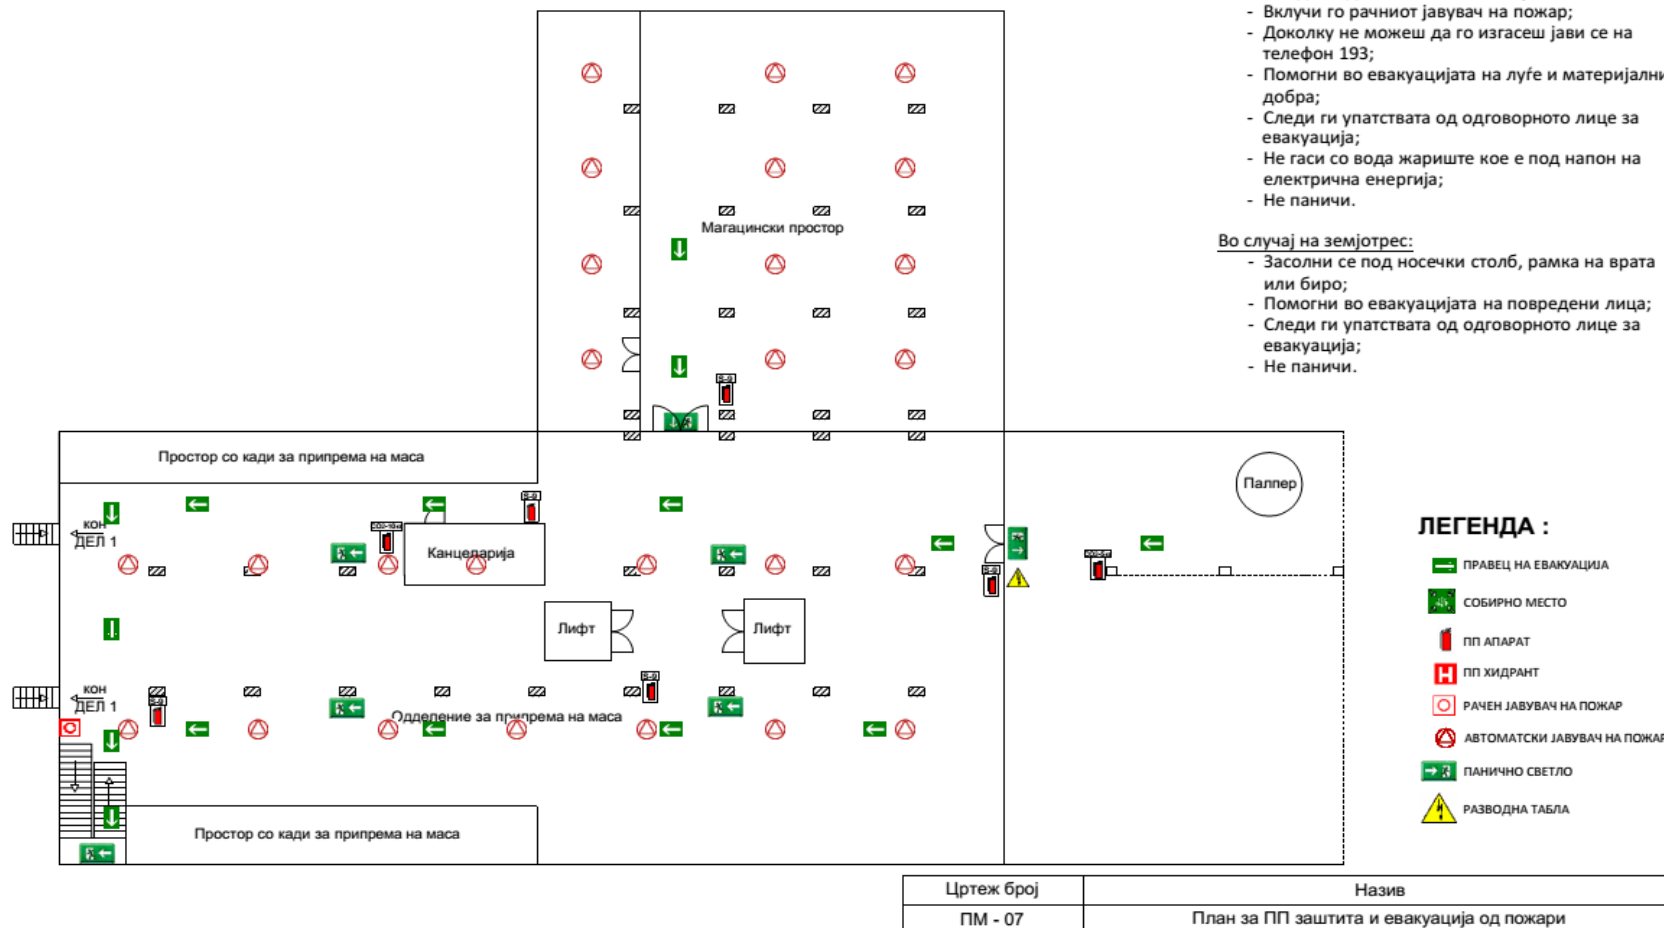 - Вклучи го рачниот јавувач на пожар;
- Доколку не можеш да го изгасеш јави се на
телефон 193;
- Помогни во евакуацијата на луѓе и материјални
добра;
- Следи ги упатствата од одговорното лице за
евакуација;
- Не гаси со вода жариште кое е под напон на
електрична енергија;
- Не паничи.
Во случај на земјотрес:
- Засолни се под носечки столб, рамка на врата
или биро;
- Помогни во евакуацијата на повредени лица;
- Следи ги упатствата од одговорното лице за
евакуација;
- Не паничи.
Магацински простор
S-9
Простор со кади за припрема на маса
Палпер
S-9
КОН
ДЕЛ 1
Канцеларија
S-9
Лифт
Лифт
S-9
КОН
ДЕЛ 1
S-9
Одделение за припрема на маса
Простор со кади за припрема на маса
ЛЕГЕНДА :
ПРАВЕЦ НА ЕВАКУАЦИЈА
СОБИРНО МЕСТО
ПП АПАРАТ
ПП ХИДРАНТ
РАЧЕН ЈАВУВАЧ НА ПОЖАР
АВТОМАТСКИ ЈАВУВАЧ НА ПОЖАР
ПАНИЧНО СВЕТЛО
РАЗВОДНА ТАБЛА
Цртеж број
Назив
ПМ - 07
План за ПП заштита и евакуација од пожари